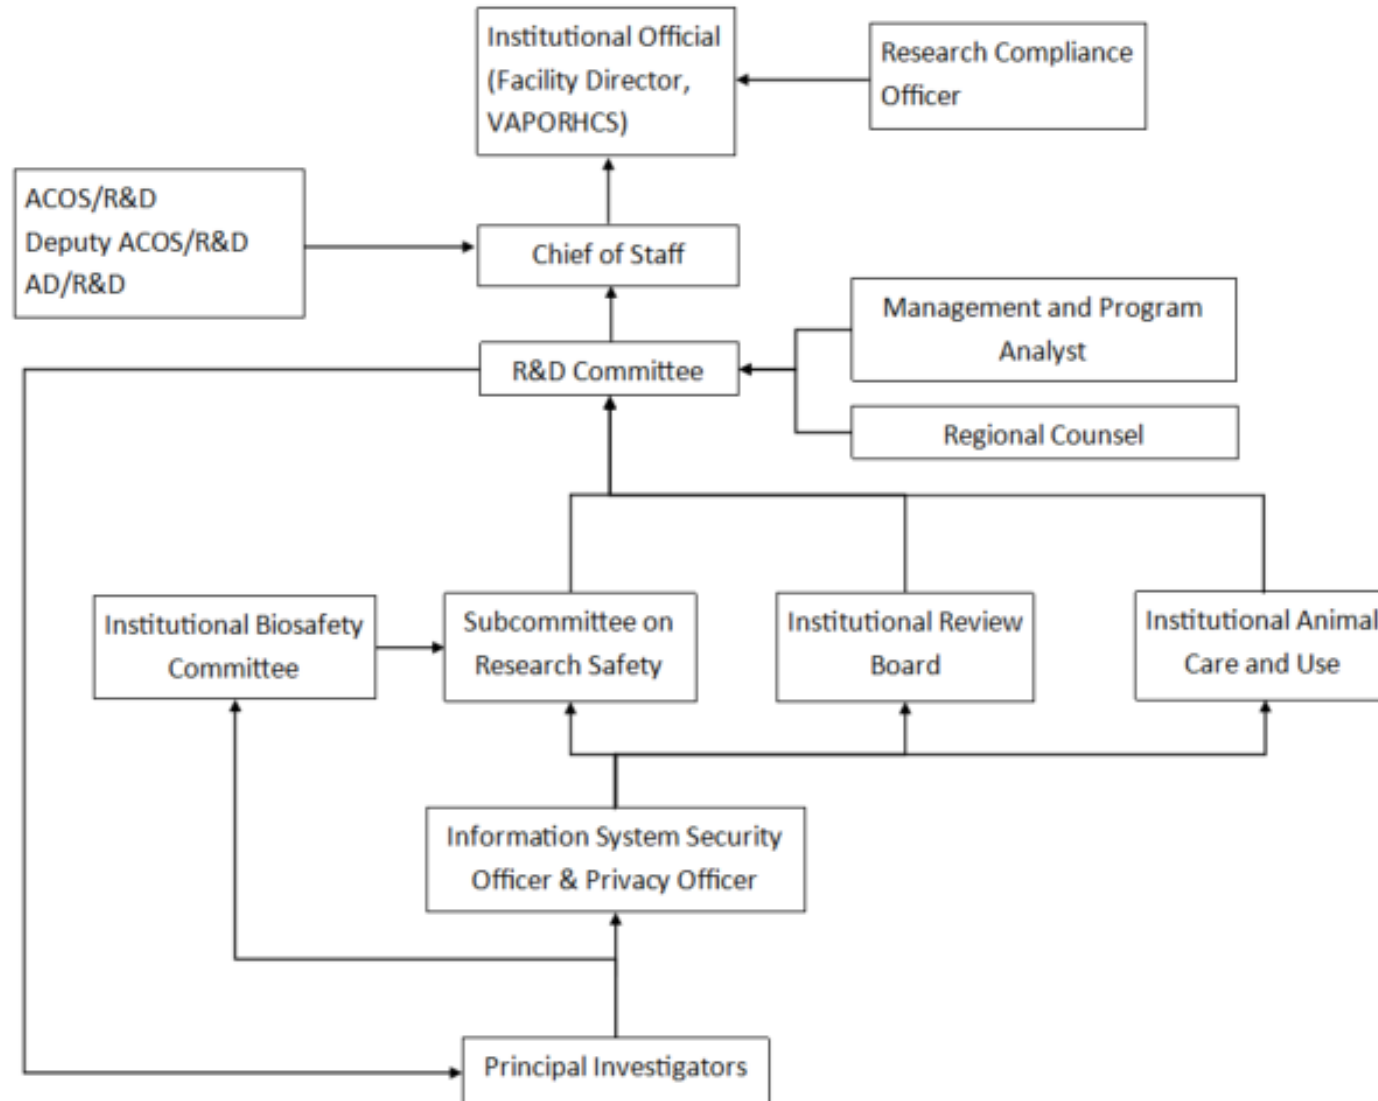 Institutional Official
(Facility Director,
VAPORHCS)
Research Compliance
Officer
ACOS/R&D
Deputy ACOS/R&D
AD/R&D
Chief of Staff
Management and Program
Analyst
R&D Committee
Regional Counsel
Institutional Biosafety
Committee
Subcommittee on
Research Safety
Institutional Review
Board
Institutional Animal
Care and Use
Information System Security
Officer & Privacy Officer
Principal Investigators